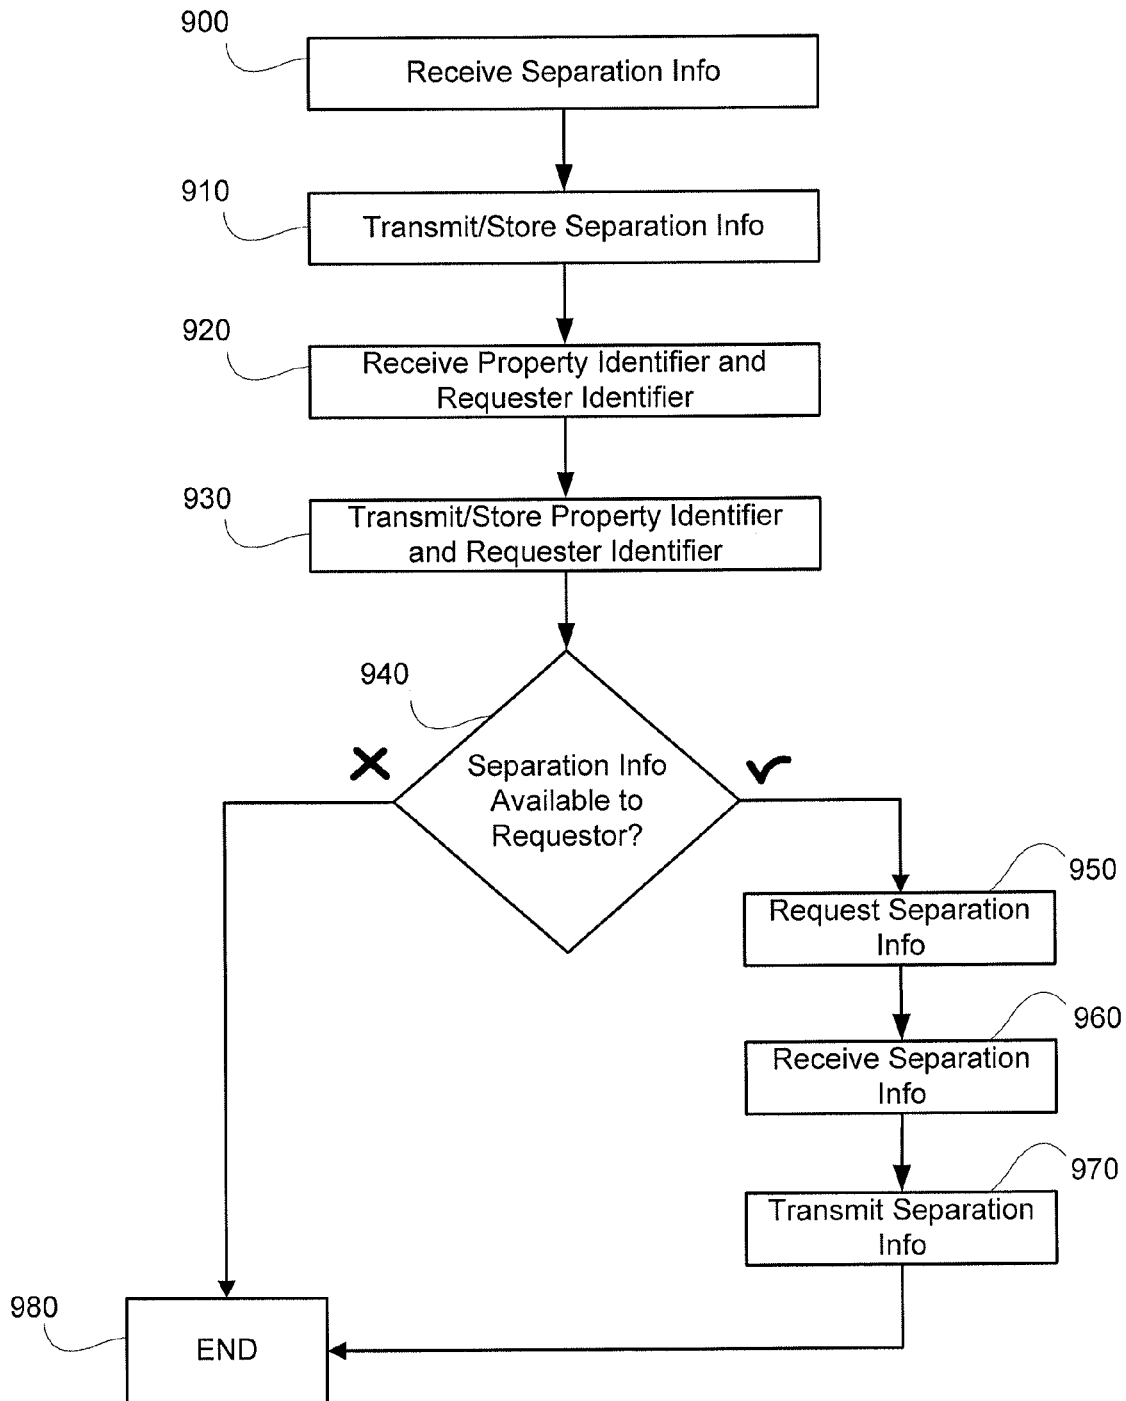 900
Receive Separation Info
910
Transmit/Store Separation Info
920
Receive Property Identifier and
Requester Identifier
930
Transmit/Store Property Identifier
and Requester Identifier
940
Separation Info
Available to
Requestor?
950
Request Separation
Info
960
Receive Separation
Info
970
Transmit Separation
Info
980
END